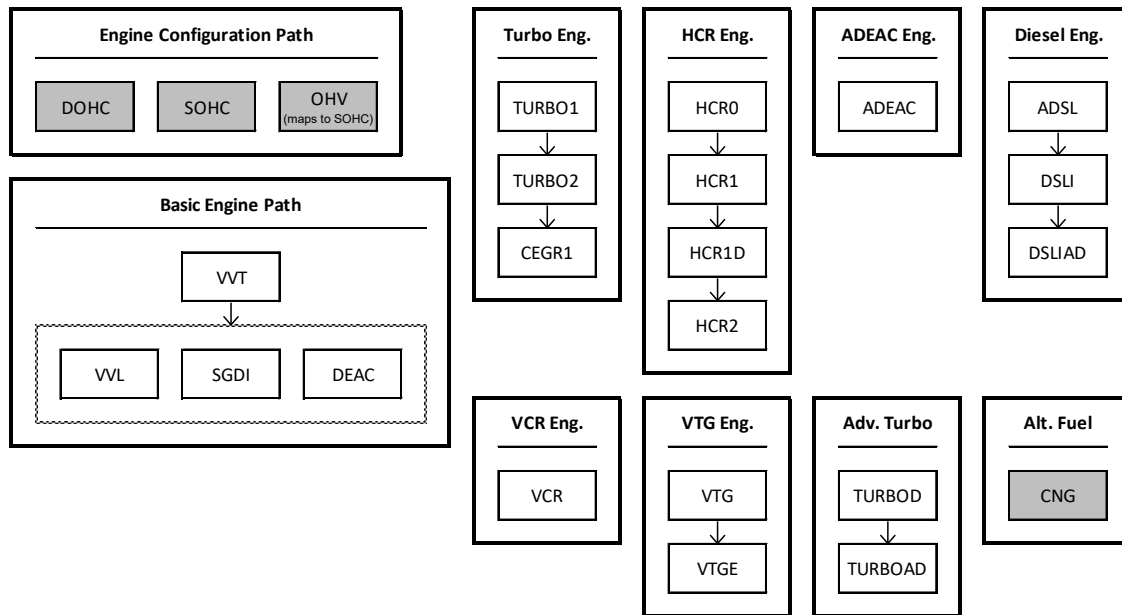 Engine Configuration Path
DOHC
SOHC
OHV
(maps to SOHC)
Basic Engine Path
VVT
VVL
SGDI
DEAC
Turbo Eng.
TURBO1
TURBO2
CEGR1
HCR Eng.
HCR0
HCR1
HCR1D
HCR2
ADEAC Eng.
ADEAC
Diesel Eng.
ADSL
DSLI
DSLIAD
VCR Eng.
VCR
VTG Eng.
VTG
VTGE
Adv. Turbo
TURBOD
TURBOAD
Alt. Fuel
CNG